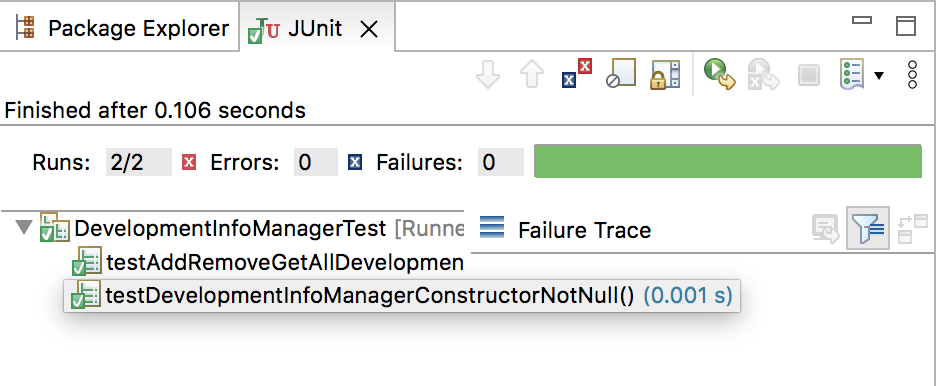 Package Explorer JUnit
Finished after 0.106 seconds
Runs: 2/2 Errors: 0 Failures: 0
DevelopmentInfoManagerTest [Runne
Failure Trace
testAddRemoveGetAllDevelopmen
testDevelopmentInfoManagerConstructorNotNull() (0.001 s)